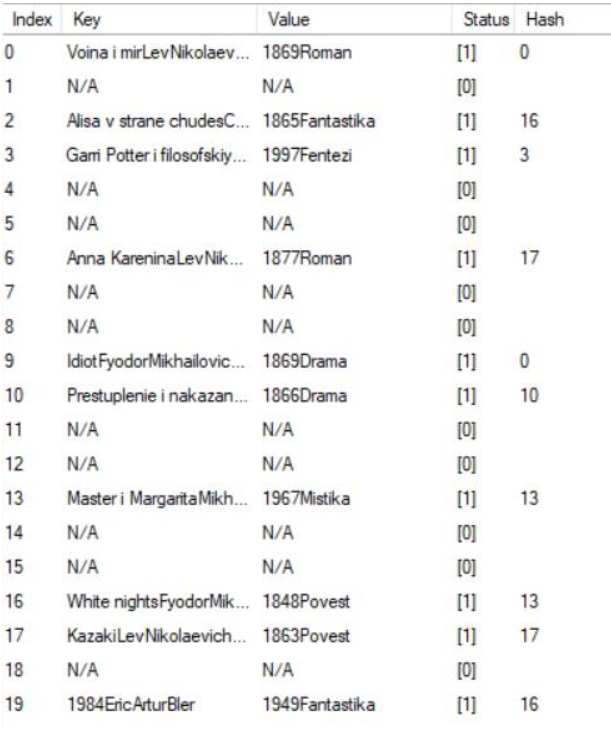 Index Key Value Status Hash
0 Voina i mirLevNikolaev... 1869Roman [1] 0
1 N/A N/A [0]
2 Alisa v strane chudesC... 1865Fantastika [1] 16
3 Garri Potter i filosofskiy... 1997Fentezi [1] 3
4 N/A N/A [0]
5 N/A N/A [0]
6 Anna KareninaLevNik... 1877Roman [1] 17
7 N/A N/A [0]
8 N/A N/A [0]
9 IdiotFyodorMikhailovic... 1869Drama [1] 0
10 Prestuplenie i nakazan... 1866Drama [1] 10
11 N/A N/A [0]
12 N/A N/A [0]
13 Master i MargaritaMikh... 1967Mistika [1] 13
14 N/A N/A [0]
15 N/A N/A [0]
16 White nightsFyodorMik... 1848Povest [1] 13
17 KazakiLevNikolaevich... 1863Povest [1] 17
18 N/A N/A [0]
19 1984EricArturBler 1949Fantastika [1] 16